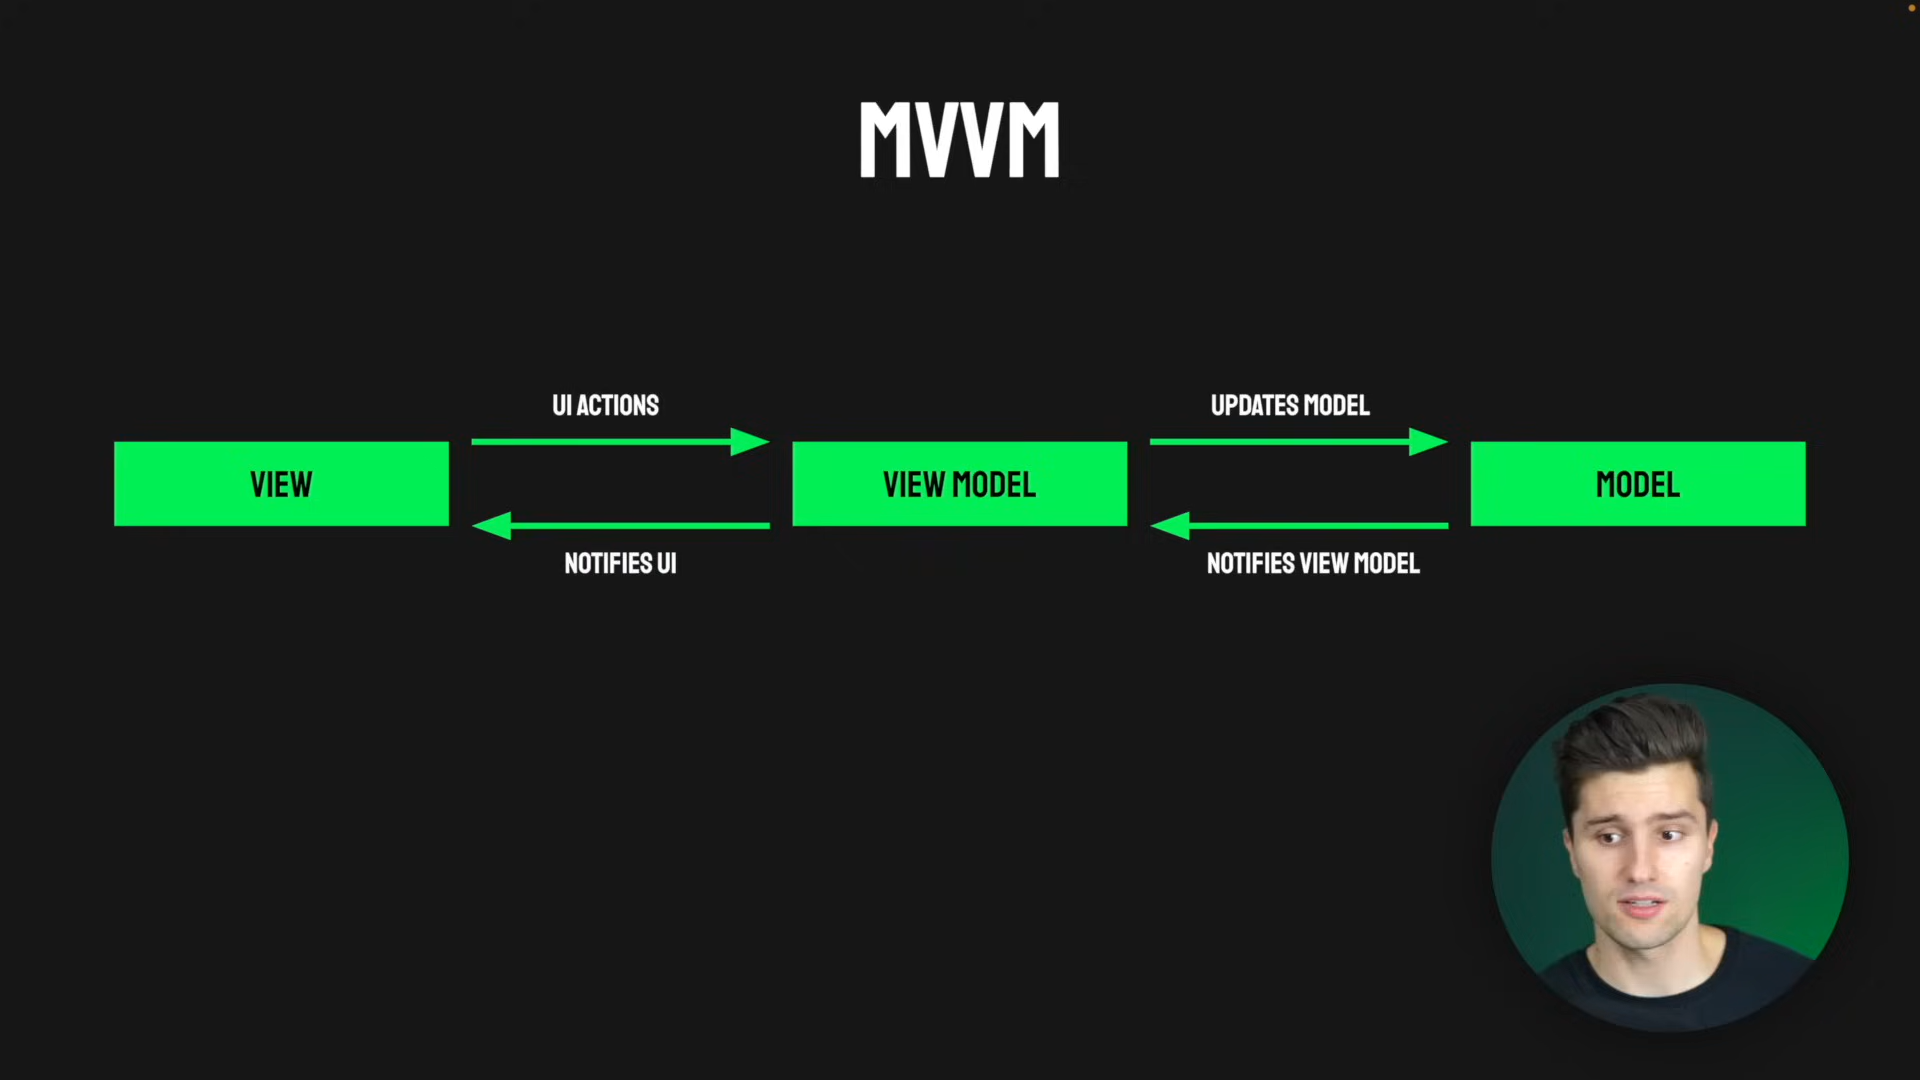 MVVM
UI ACTIONS
UPDATES MODEL
VIEW
VIEW MODEL
MODEL
NOTIFIES UI
NOTIFIES VIEW MODEL